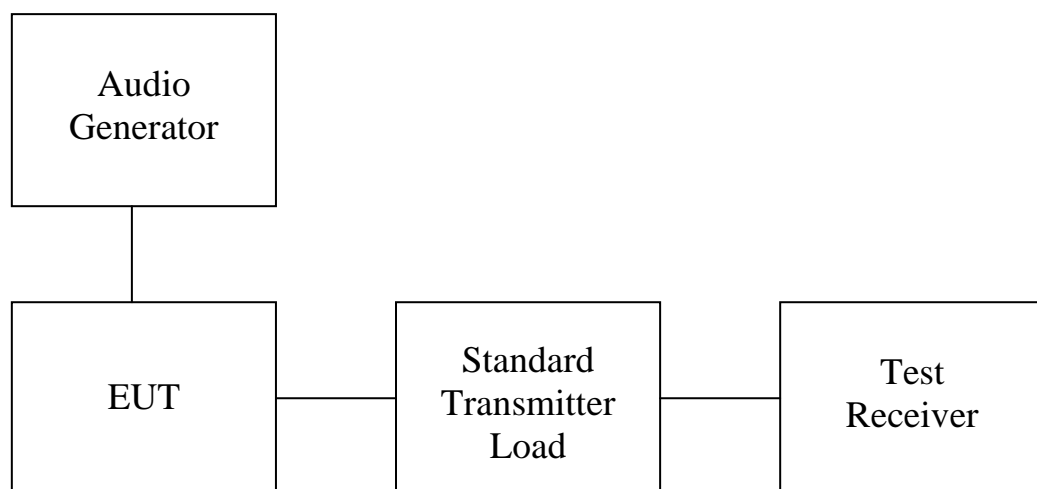 Audio
Generator
EUT
Standard
Transmitter
Load
Test
Receiver